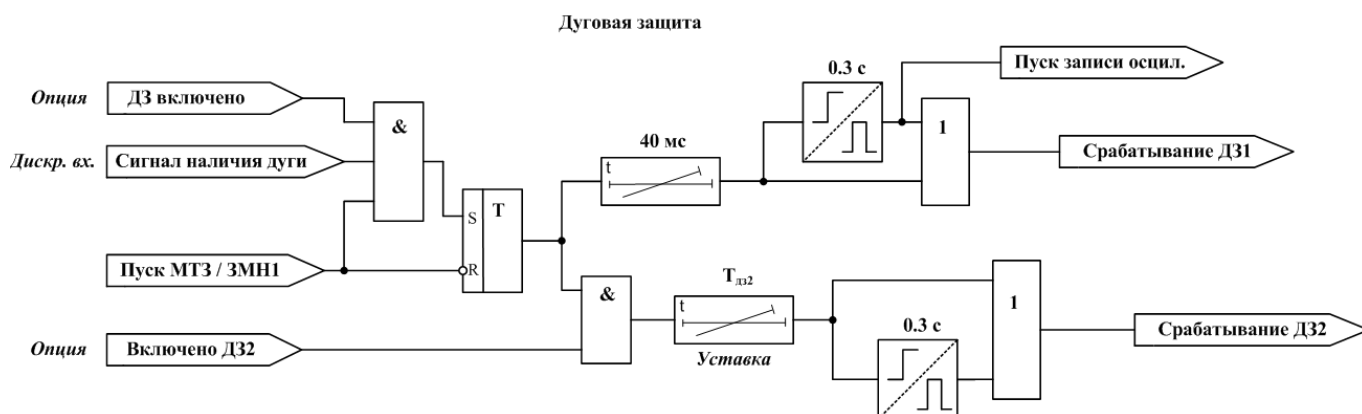 Дуговая защита
Пуск записи осцил.
0.3 с
Опция
ДЗ включено
&
1
Дискр. вх.
Сигнал наличия дуги
40 мс
t
Срабатывание ДЗ1
S
T
Пуск МТЗ / ЗМН1
R
&
Tдз2
t
1
0.3 с
Срабатывание ДЗ2
Опция
Включено ДЗ2
Уставка